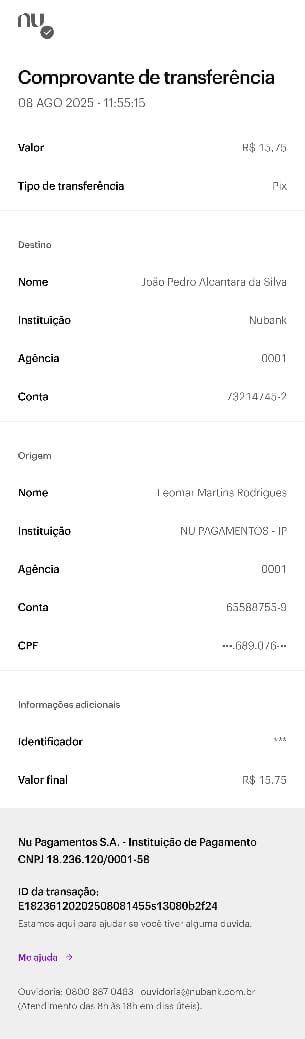 nu
Comprovante de transferência
08 AGO 2025 - 11:55:15
Valor R$ 15,75
Tipo de transferência Pix
Destino
Nome João Pedro Alcantara da Silva
Instituição Nubank
Agência 0001
Conta 73214745-2
Origem
Nome Leomar Martins Rodrigues
Instituição NU PAGAMENTOS - IP
Agência 0001
Conta 65588755-9
CPF •••.689.076-••
Informações adicionais
Identificador ***
Valor final R$ 15,75
Nu Pagamentos S.A. - Instituição de Pagamento
CNPJ 18.236.120/0001-58
ID da transação:
E18236120202508081455s13080b2f24
Estamos aqui para ajudar se você tiver alguma dúvida.
Me ajuda →
Ouvidoria: 0800 887 0463 ouvidoria@nubank.com.br
(Atendimento das 8h às 18h em dias úteis).